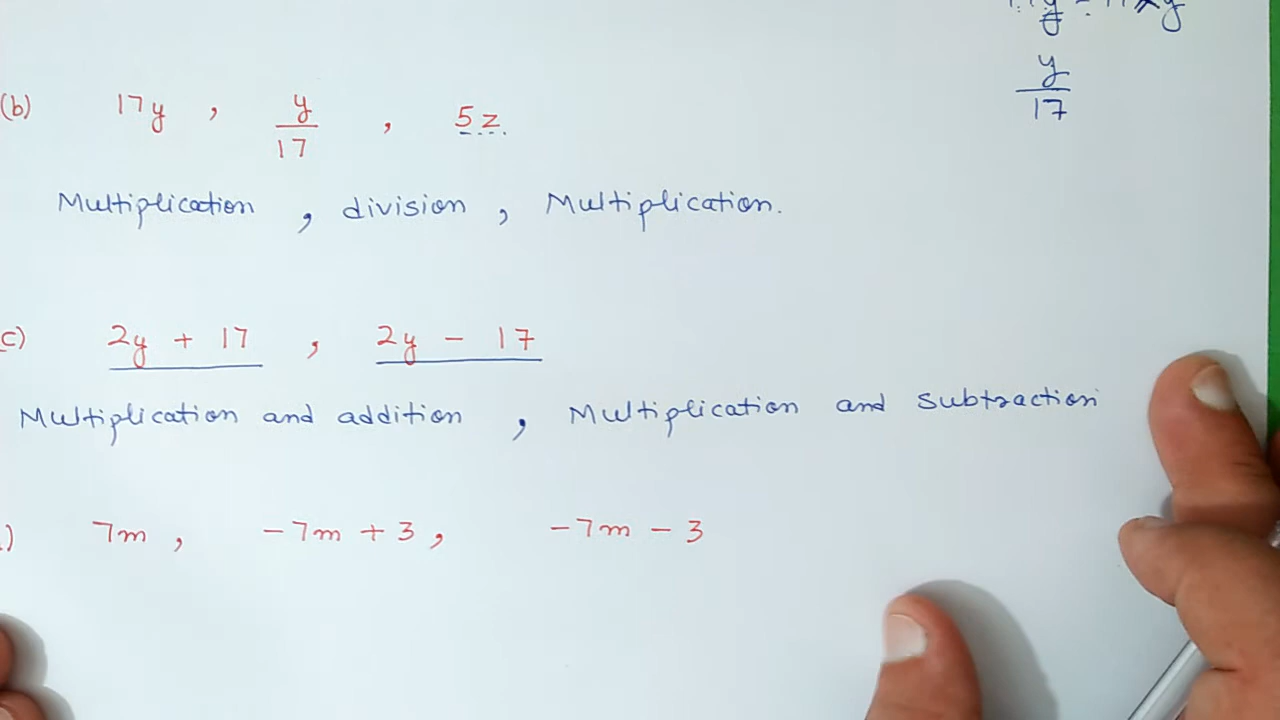 y
17
(b) 17y , y/17 , 5z
Multiplication , division , Multiplication.
c) 2y + 17 , 2y - 17
Multiplication and addition , Multiplication and subtraction
) 7m , -7m + 3 , -7m - 3